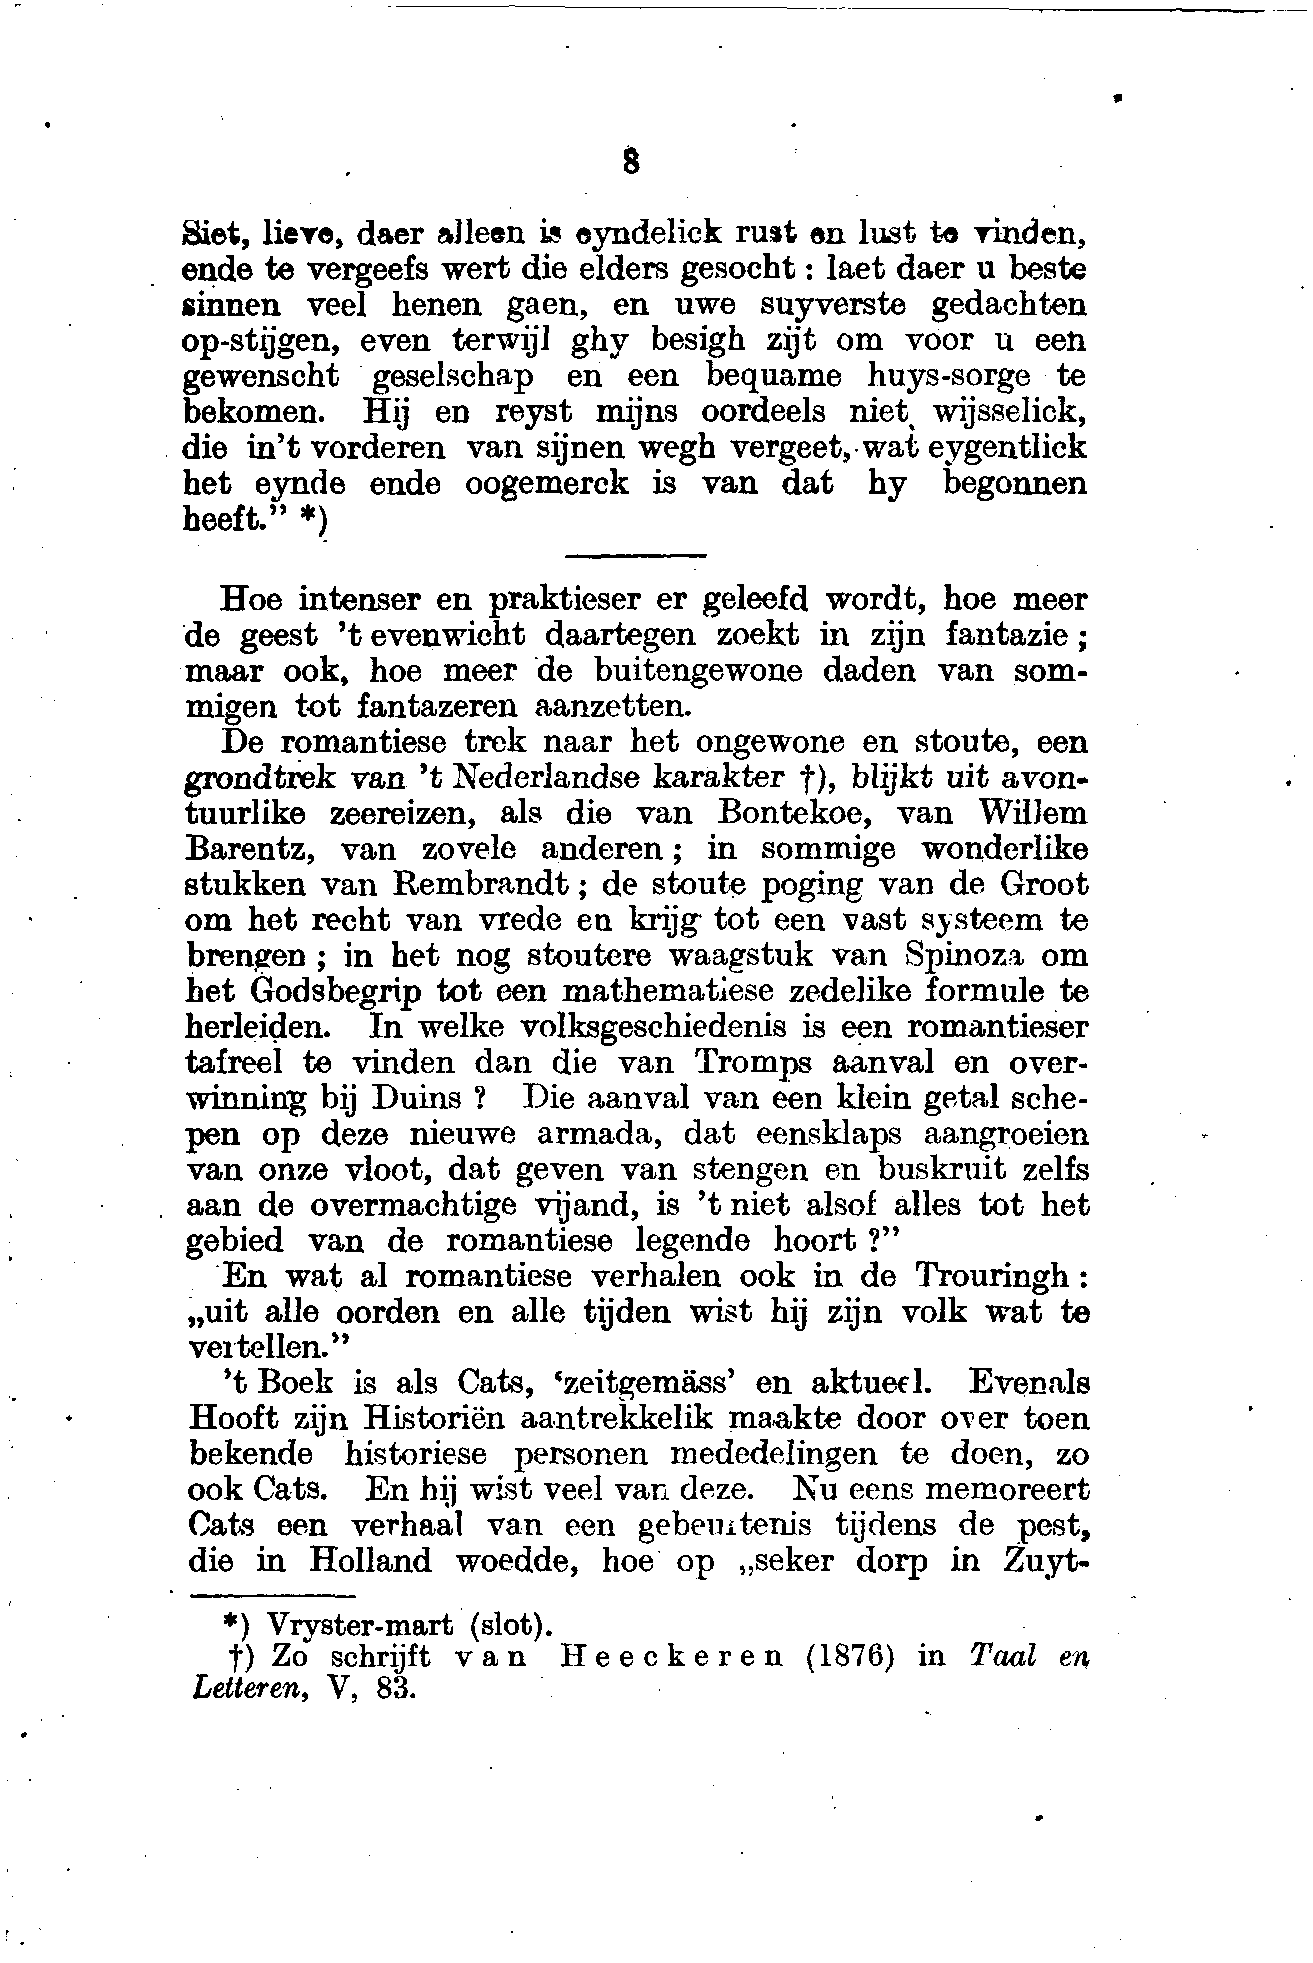 8
Siet, lieve, daer alleen is eyndelick rust en lust te vinden,
ende te vergeefs wert die elders gesocht : laet daer u beste
sinnen veel henen gaen, en uwe suyverste gedachten
op-stijgen, even terwijl ghy besigh zijt om voor u een
gewenscht geselschap en een bequame huys-sorge te
bekomen. Hij en reyst mijns oordeels niet wijsselick,
die in't vorderen van sijnen wegh vergeet, wat eygentlick
het eynde ende oogemerck is van dat hy begonnen
heeft.” *)
Hoe intenser en praktieser er geleefd wordt, hoe meer
de geest 't evenwicht daartegen zoekt in zijn fantazie ;
maar ook, hoe meer de buitengewone daden van som-
migen tot fantazeren aanzetten.
De romantiese trek naar het ongewone en stoute, een
grondtrek van 't Nederlandse karakter †), blijkt uit avon-
tuurlike zeereizen, als die van Bontekoe, van Willem
Barentz, van zovele anderen ; in sommige wonderlike
stukken van Rembrandt ; de stoute poging van de Groot
om het recht van vrede en krijg tot een vast systeem te
brengen ; in het nog stoutere waagstuk van Spinoza om
het Godsbegrip tot een mathematiese zedelike formule te
herleiden. In welke volksgeschiedenis is een romantieser
tafreel te vinden dan die van Tromps aanval en over-
winning bij Duins ? Die aanval van een klein getal sche-
pen op deze nieuwe armada, dat eensklaps aangroeien
van onze vloot, dat geven van stengen en buskruit zelfs
aan de overmachtige vijand, is 't niet alsof alles tot het
gebied van de romantiese legende hoort ?”
En wat al romantiese verhalen ook in de Trouringh :
„uit alle oorden en alle tijden wist hij zijn volk wat te
vertellen.”
't Boek is als Cats, ‘zeitgemäss’ en aktueel. Evenals
Hooft zijn Historiën aantrekkelik maakte door over toen
bekende historiese personen mededelingen te doen, zo
ook Cats. En hij wist veel van deze. Nu eens memoreert
Cats een verhaal van een gebeurtenis tijdens de pest,
die in Holland woedde, hoe op „seker dorp in Zuyt-
*) Vryster-mart (slot).
†) Zo schrijft van Heeckeren (1876) in Taal en
Letteren, V, 83.